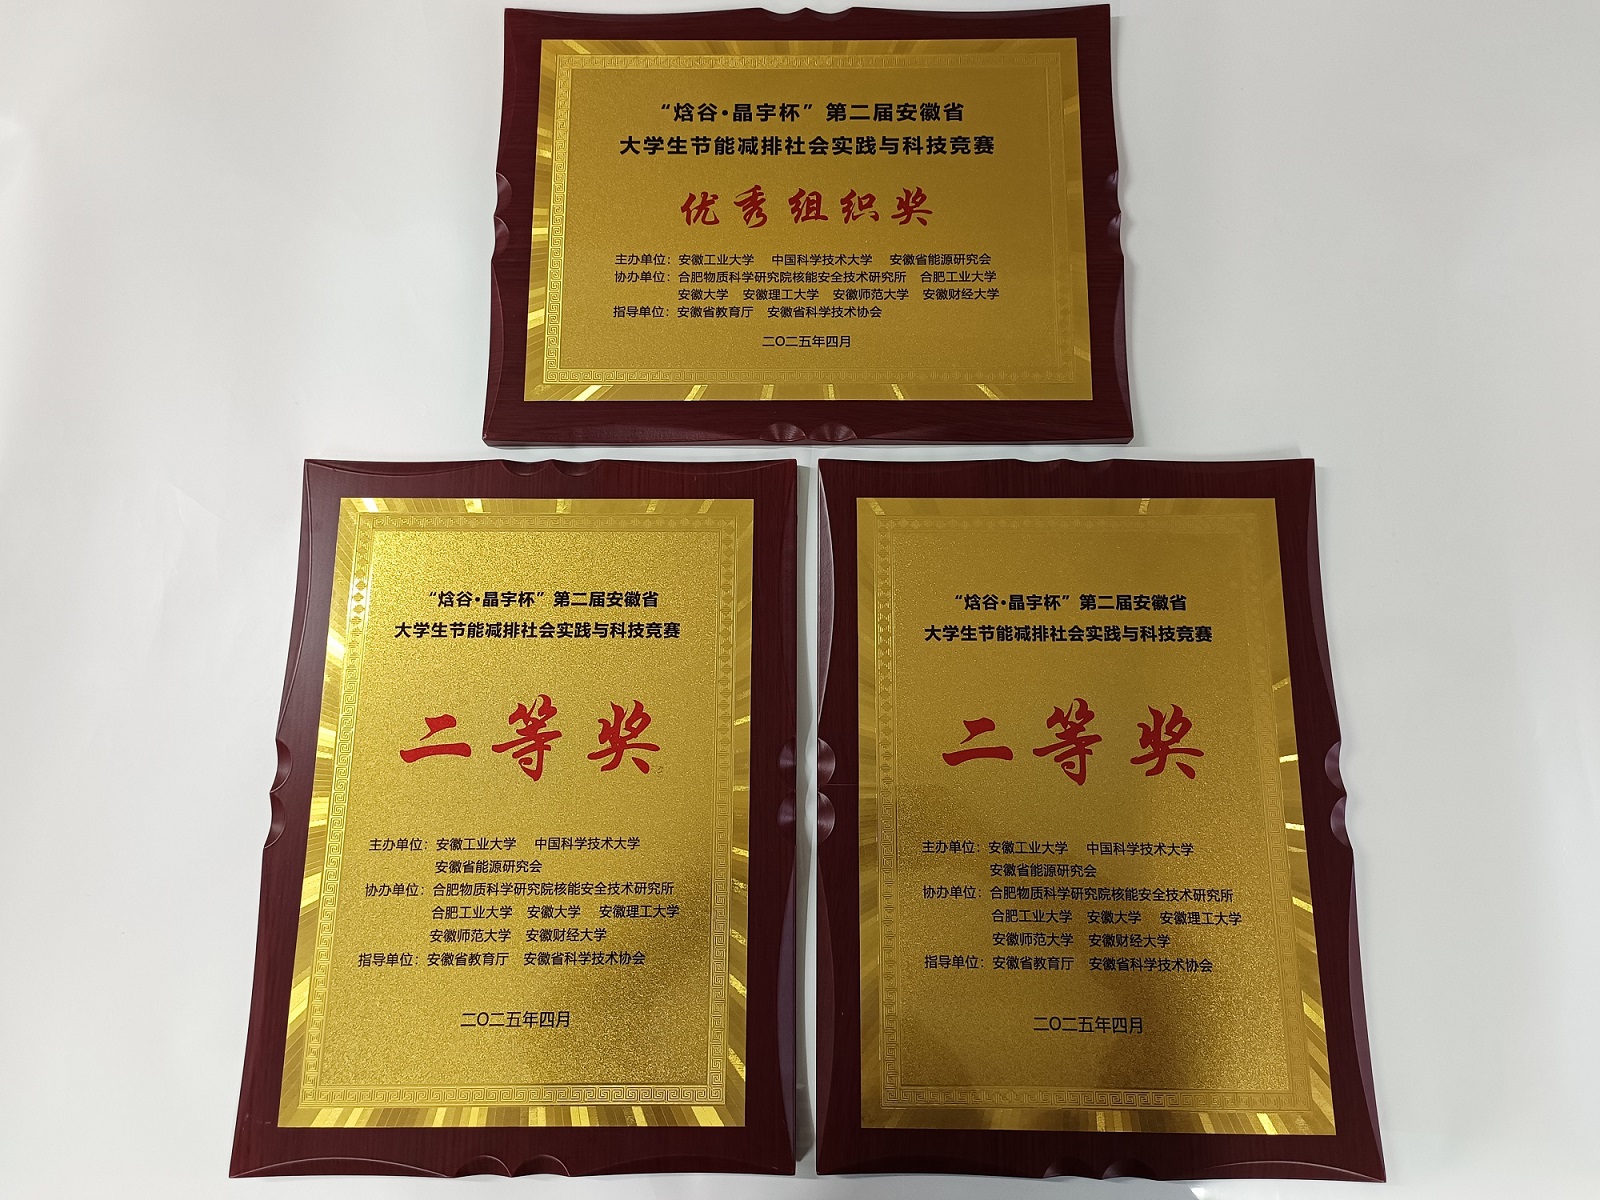 “焓谷·晶宇杯”第二届安徽省
大学生节能减排社会实践与科技竞赛
优秀组织奖
主办单位：安徽工业大学 中国科学技术大学 安徽省能源研究会
协办单位：合肥物质科学研究院核能安全技术研究所 合肥工业大学
安徽大学 安徽理工大学 安徽师范大学 安徽财经大学
指导单位：安徽省教育厅 安徽省科学技术协会
二〇二五年四月
“焓谷·晶宇杯”第二届安徽省
大学生节能减排社会实践与科技竞赛
二等奖
主办单位：安徽工业大学 中国科学技术大学
安徽省能源研究会
协办单位：合肥物质科学研究院核能安全技术研究所
合肥工业大学 安徽大学 安徽理工大学
安徽师范大学 安徽财经大学
指导单位：安徽省教育厅 安徽省科学技术协会
二〇二五年四月
“焓谷·晶宇杯”第二届安徽省
大学生节能减排社会实践与科技竞赛
二等奖
主办单位：安徽工业大学 中国科学技术大学
安徽省能源研究会
协办单位：合肥物质科学研究院核能安全技术研究所
合肥工业大学 安徽大学 安徽理工大学
安徽师范大学 安徽财经大学
指导单位：安徽省教育厅 安徽省科学技术协会
二〇二五年四月